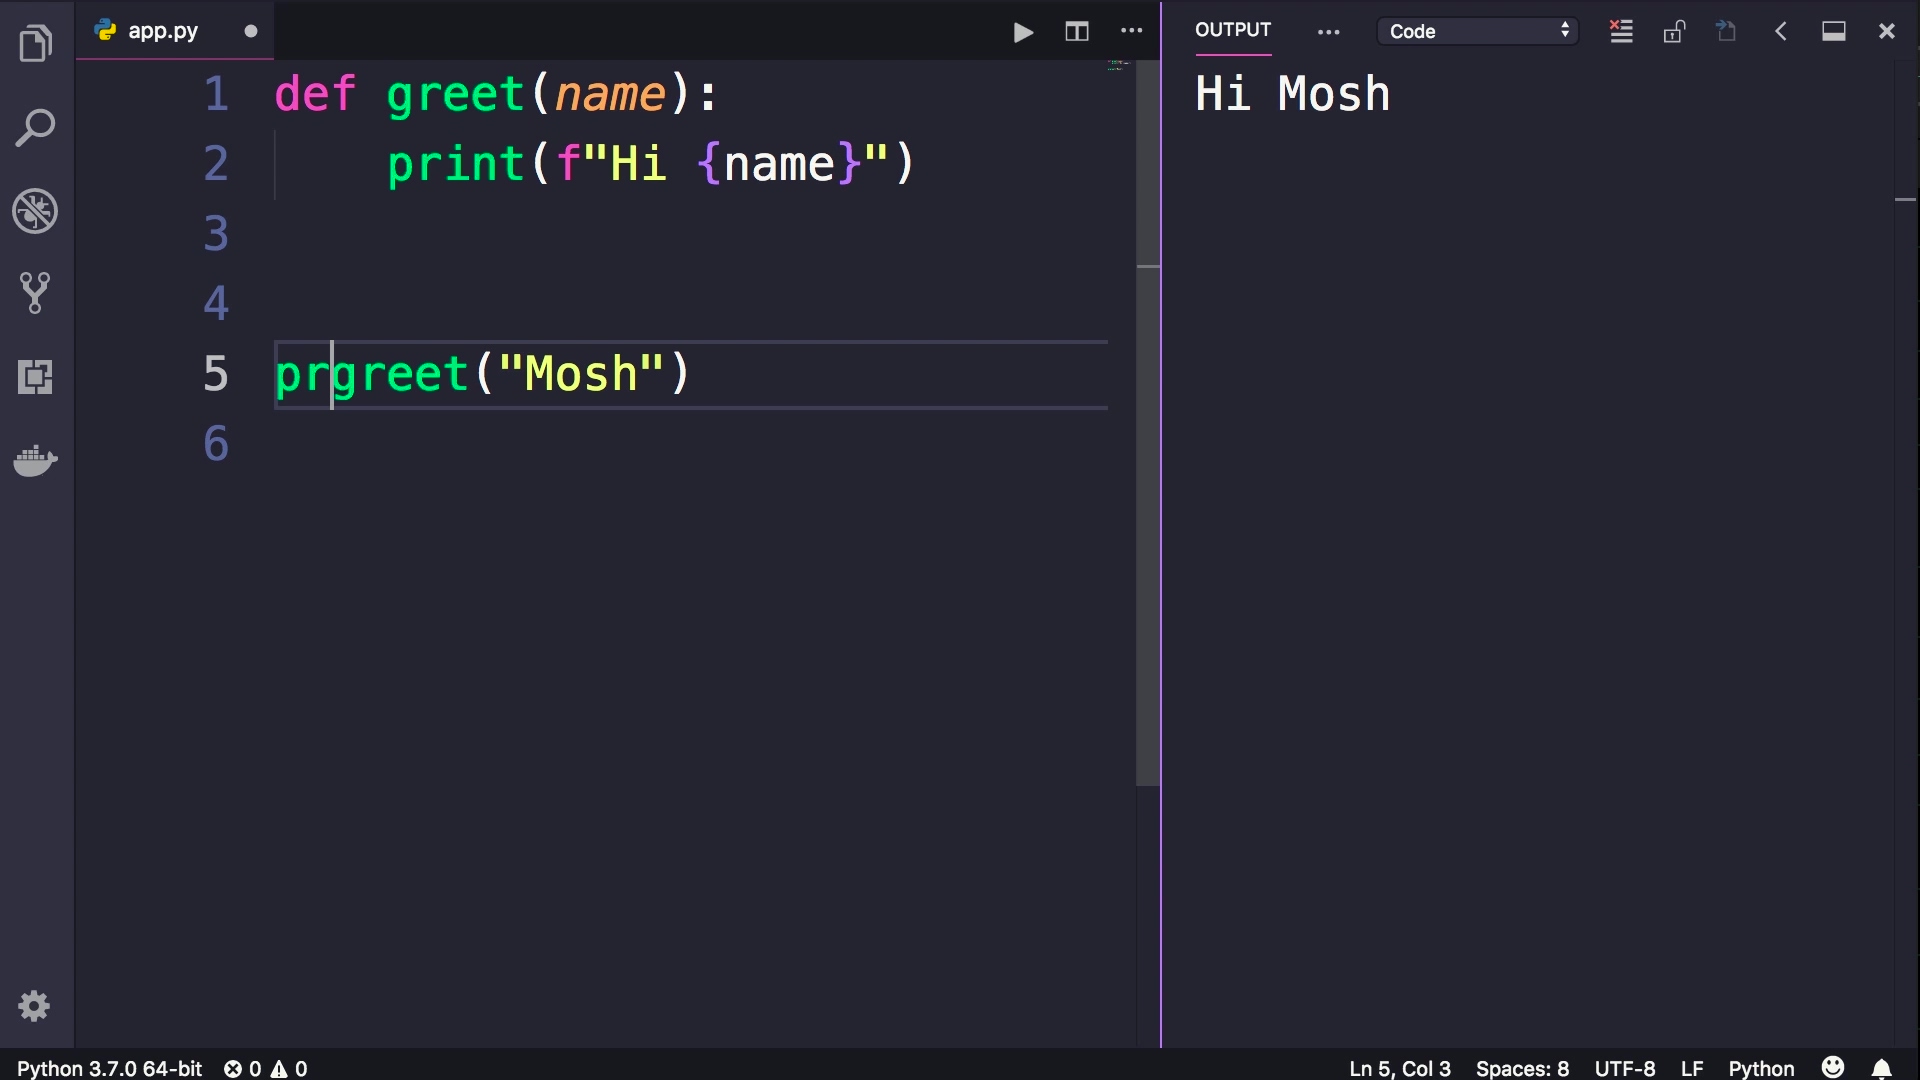 app.py
OUTPUT
Code
1 def greet(name):
2 print(f"Hi {name}")
3
4
5 prgreet("Mosh")
6
Hi Mosh
Python 3.7.0 64-bit 0 0
Ln 5, Col 3 Spaces: 8 UTF-8 LF Python